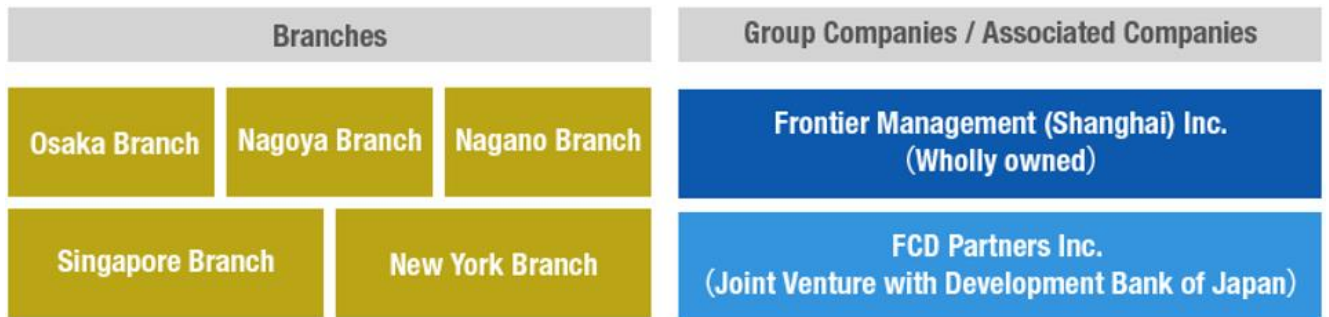 Branches
Osaka Branch
Nagoya Branch
Nagano Branch
Singapore Branch
New York Branch
Group Companies / Associated Companies
Frontier Management (Shanghai) Inc.
（Wholly owned）
FCD Partners Inc.
（Joint Venture with Development Bank of Japan）